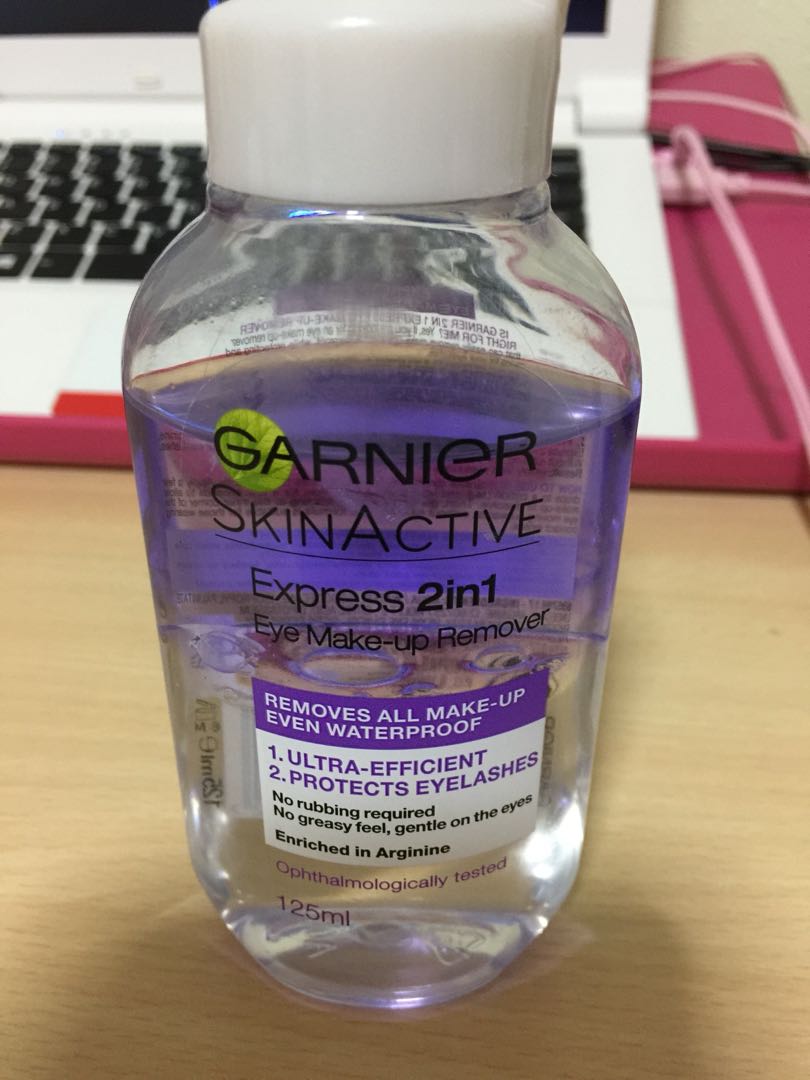 GARNIER
SKINACTIVE
Express 2in1
Eye Make-up Remover
REMOVES ALL MAKE-UP
EVEN WATERPROOF
1. ULTRA-EFFICIENT
2. PROTECTS EYELASHES
No rubbing required
No greasy feel, gentle on the eyes
Enriched in Arginine
Ophthalmologically tested
125ml